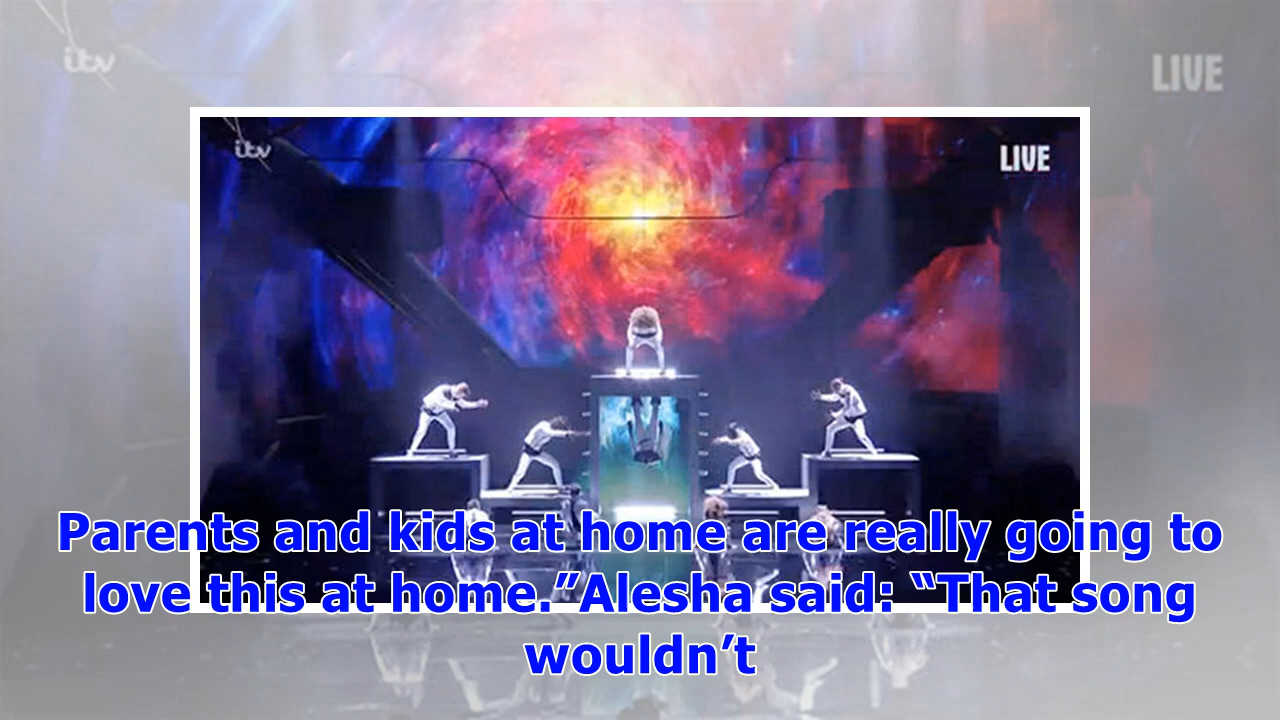 itv
LIVE
itv
LIVE
Parents and kids at home are really going to
love this at home.”Alesha said: “That song
wouldn’t